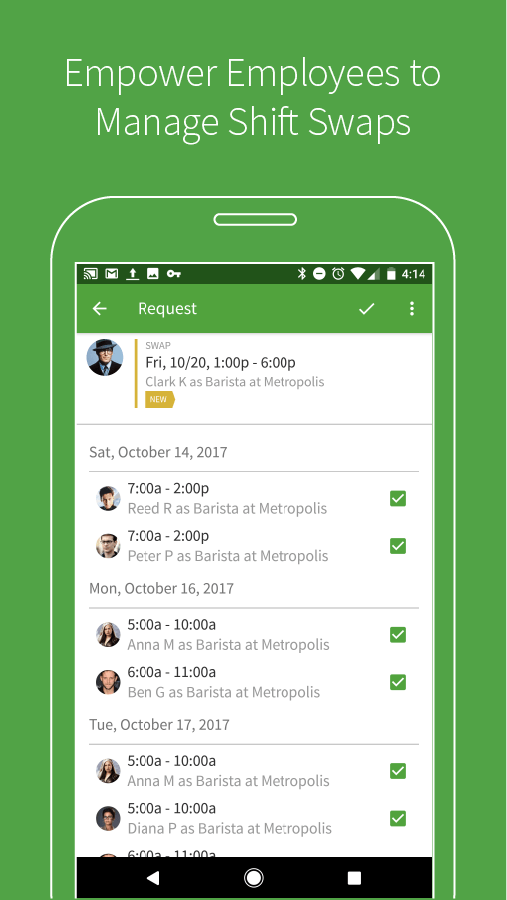 Empower Employees to
Manage Shift Swaps
4:14
Request
SWAP
Fri, 10/20, 1:00p - 6:00p
Clark K as Barista at Metropolis
NEW
Sat, October 14, 2017
7:00a - 2:00p
Reed R as Barista at Metropolis
7:00a - 2:00p
Peter P as Barista at Metropolis
Mon, October 16, 2017
5:00a - 10:00a
Anna M as Barista at Metropolis
6:00a - 11:00a
Ben G as Barista at Metropolis
Tue, October 17, 2017
5:00a - 10:00a
Anna M as Barista at Metropolis
5:00a - 10:00a
Diana P as Barista at Metropolis
6:00a - 11:00a